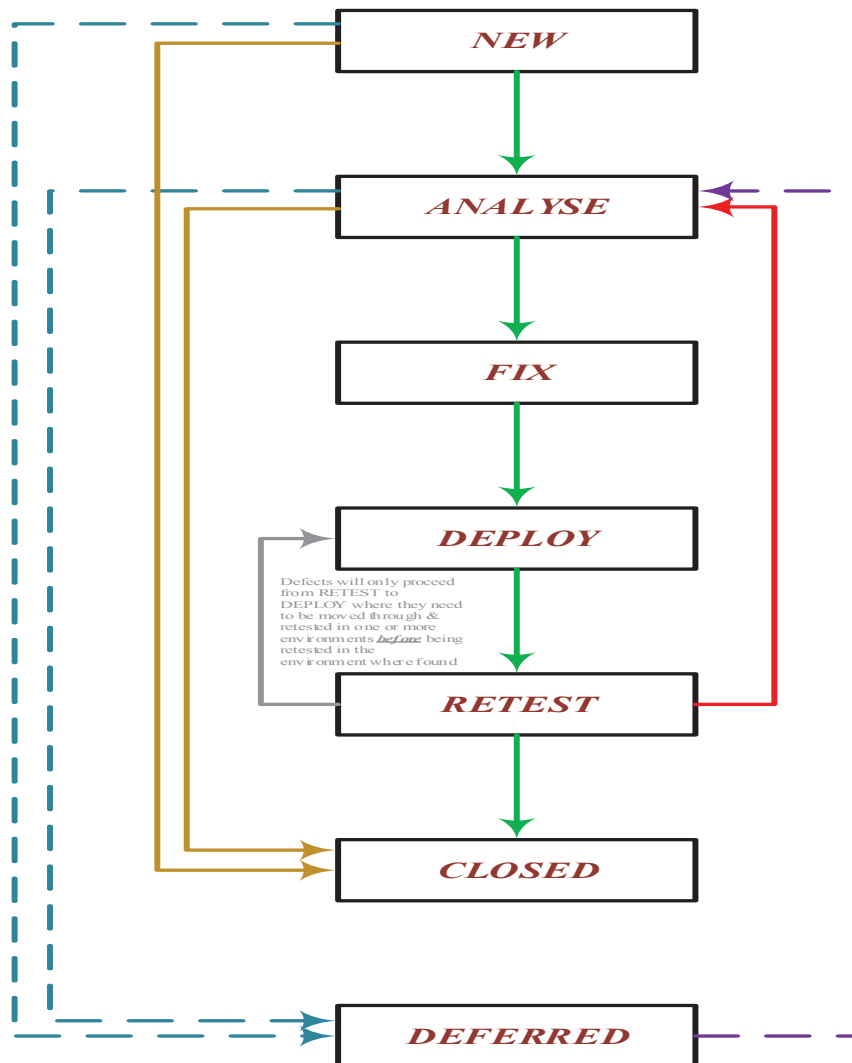 NEW
ANALYSE
FIX
DEPLOY
Defects will only proceed
from RETEST to
DEPLOY where they need
to be moved through &
retested in one or more
environments before being
retested in the
environment where found
RETEST
CLOSED
DEFERRED